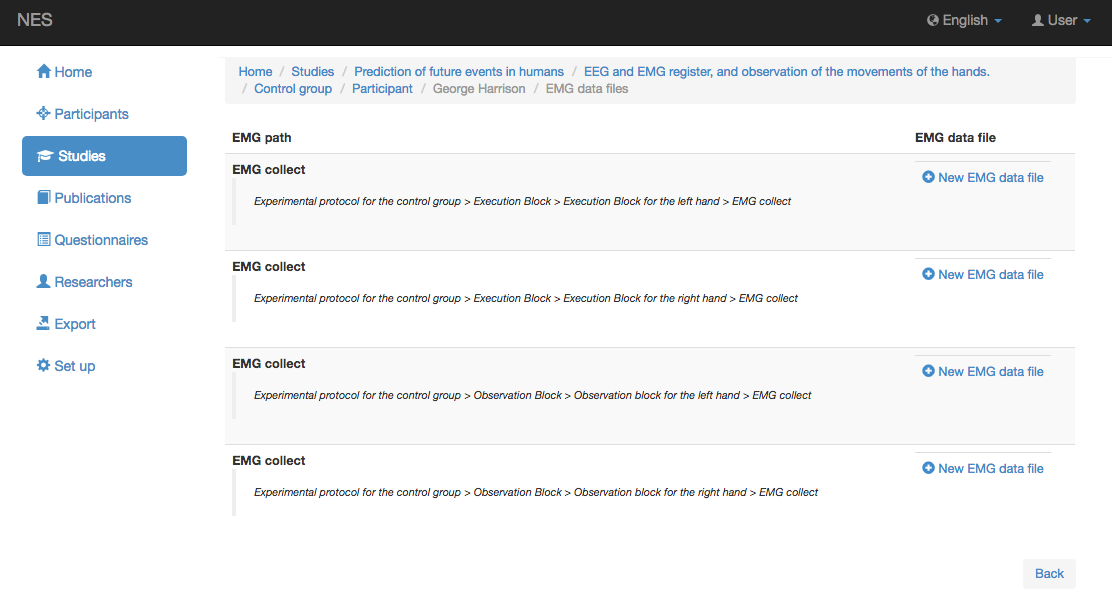 NES
English
User
Home
Participants
Studies
Publications
Questionnaires
Researchers
Export
Set up
Home / Studies / Prediction of future events in humans / EEG and EMG register, and observation of the movements of the hands.
/ Control group / Participant / George Harrison / EMG data files
EMG path EMG data file
EMG collect
New EMG data file
Experimental protocol for the control group > Execution Block > Execution Block for the left hand > EMG collect
EMG collect
New EMG data file
Experimental protocol for the control group > Execution Block > Execution Block for the right hand > EMG collect
EMG collect
New EMG data file
Experimental protocol for the control group > Observation Block > Observation block for the left hand > EMG collect
EMG collect
New EMG data file
Experimental protocol for the control group > Observation Block > Observation block for the right hand > EMG collect
Back